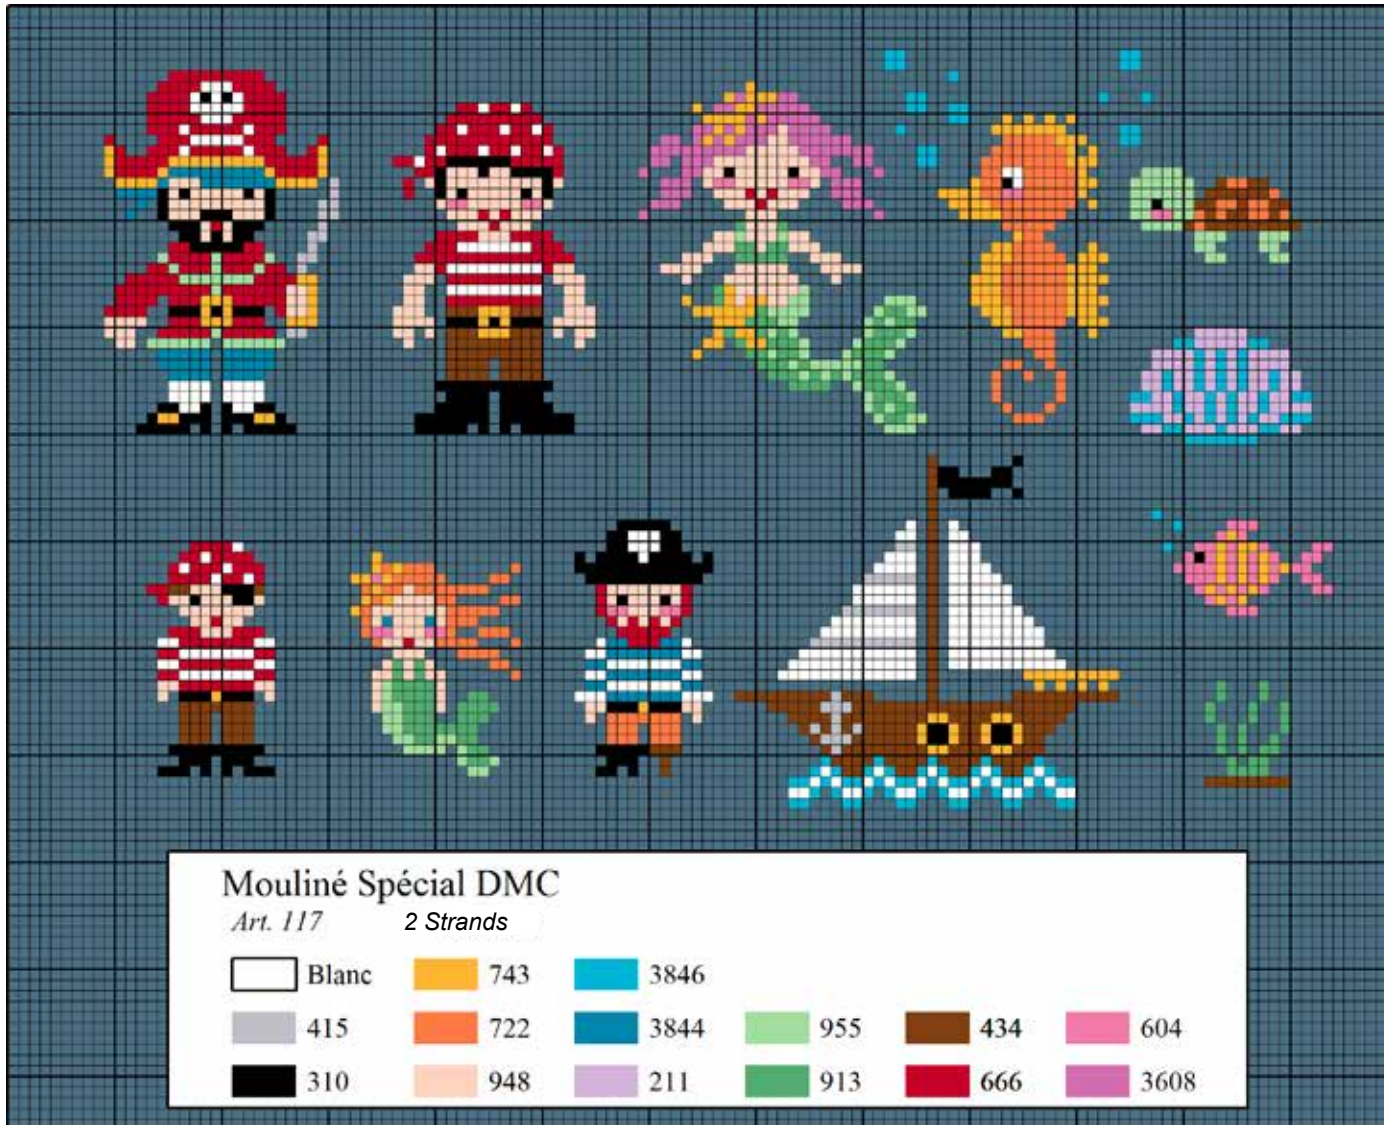 Mouliné Spécial DMC
Art. 117 2 Strands
Blanc 743 3846
415 722 3844 955 434 604
310 948 211 913 666 3608